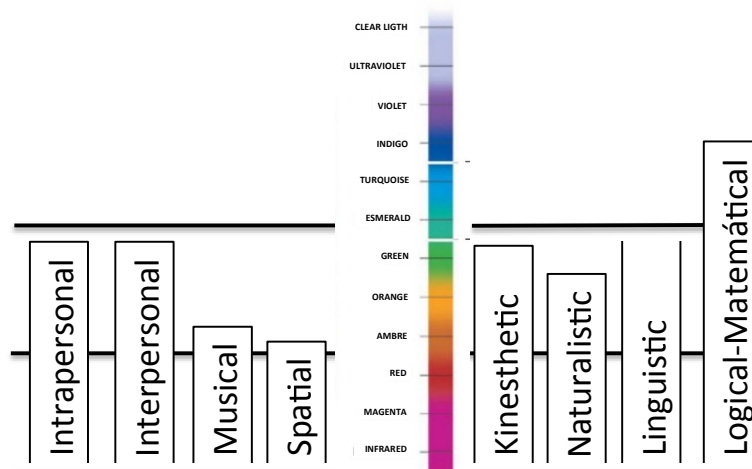 CLEAR LIGTH
ULTRAVIOLET
VIOLET
INDIGO
TURQUOISE
ESMERALD
GREEN
ORANGE
AMBRE
RED
MAGENTA
INFRARED
Intrapersonal
Interpersonal
Musical
Spatial
Kinesthetic
Naturalistic
Linguistic
Logical-Matemátical